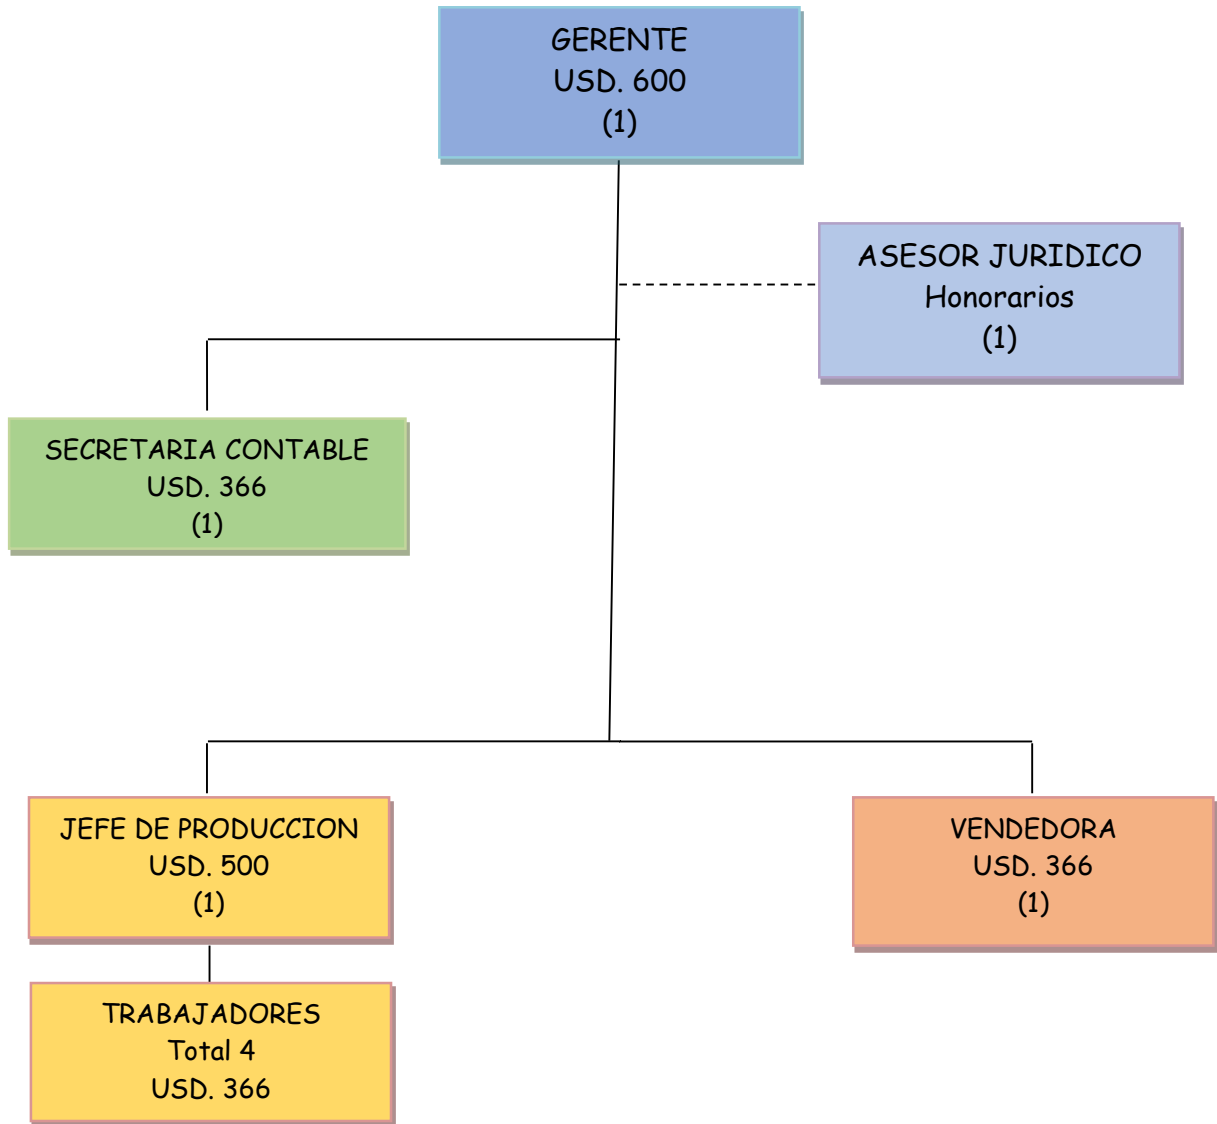 GERENTE
USD. 600
(1)
ASESOR JURIDICO
Honorarios
(1)
SECRETARIA CONTABLE
USD. 366
(1)
JEFE DE PRODUCCION
USD. 500
(1)
VENDEDORA
USD. 366
(1)
TRABAJADORES
Total 4
USD. 366